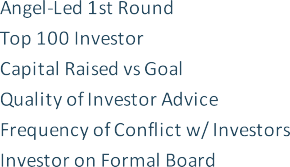 Angel-Led 1st Round
Top 100 Investor
Capital Raised vs Goal
Quality of Investor Advice
Frequency of Conflict w/ Investors
Investor on Formal Board